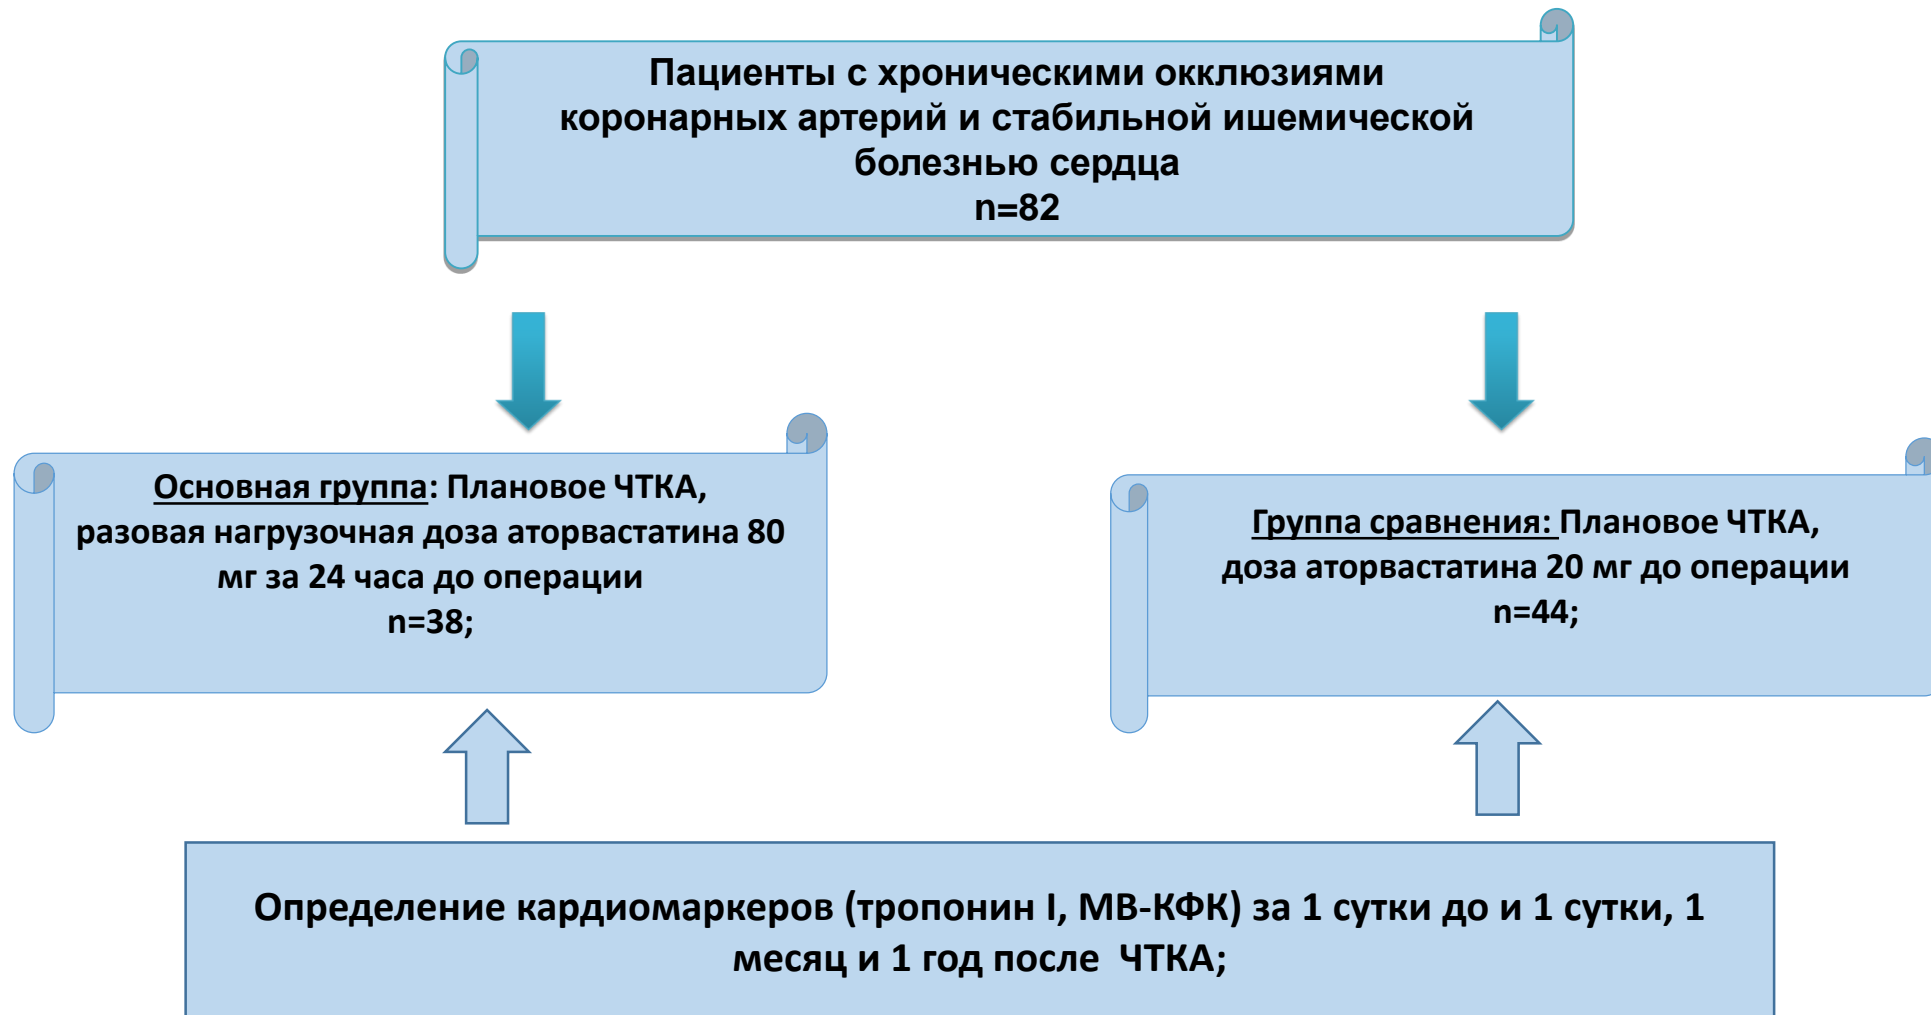 Пациенты с хроническими окклюзиями
коронарных артерий и стабильной ишемической
болезнью сердца
n=82
Основная группа: Плановое ЧТКА,
разовая нагрузочная доза аторвастатина 80
мг за 24 часа до операции
n=38;
Группа сравнения: Плановое ЧТКА,
доза аторвастатина 20 мг до операции
n=44;
Определение кардиомаркеров (тропонин I, МВ-КФК) за 1 сутки до и 1 сутки, 1
месяц и 1 год после ЧТКА;